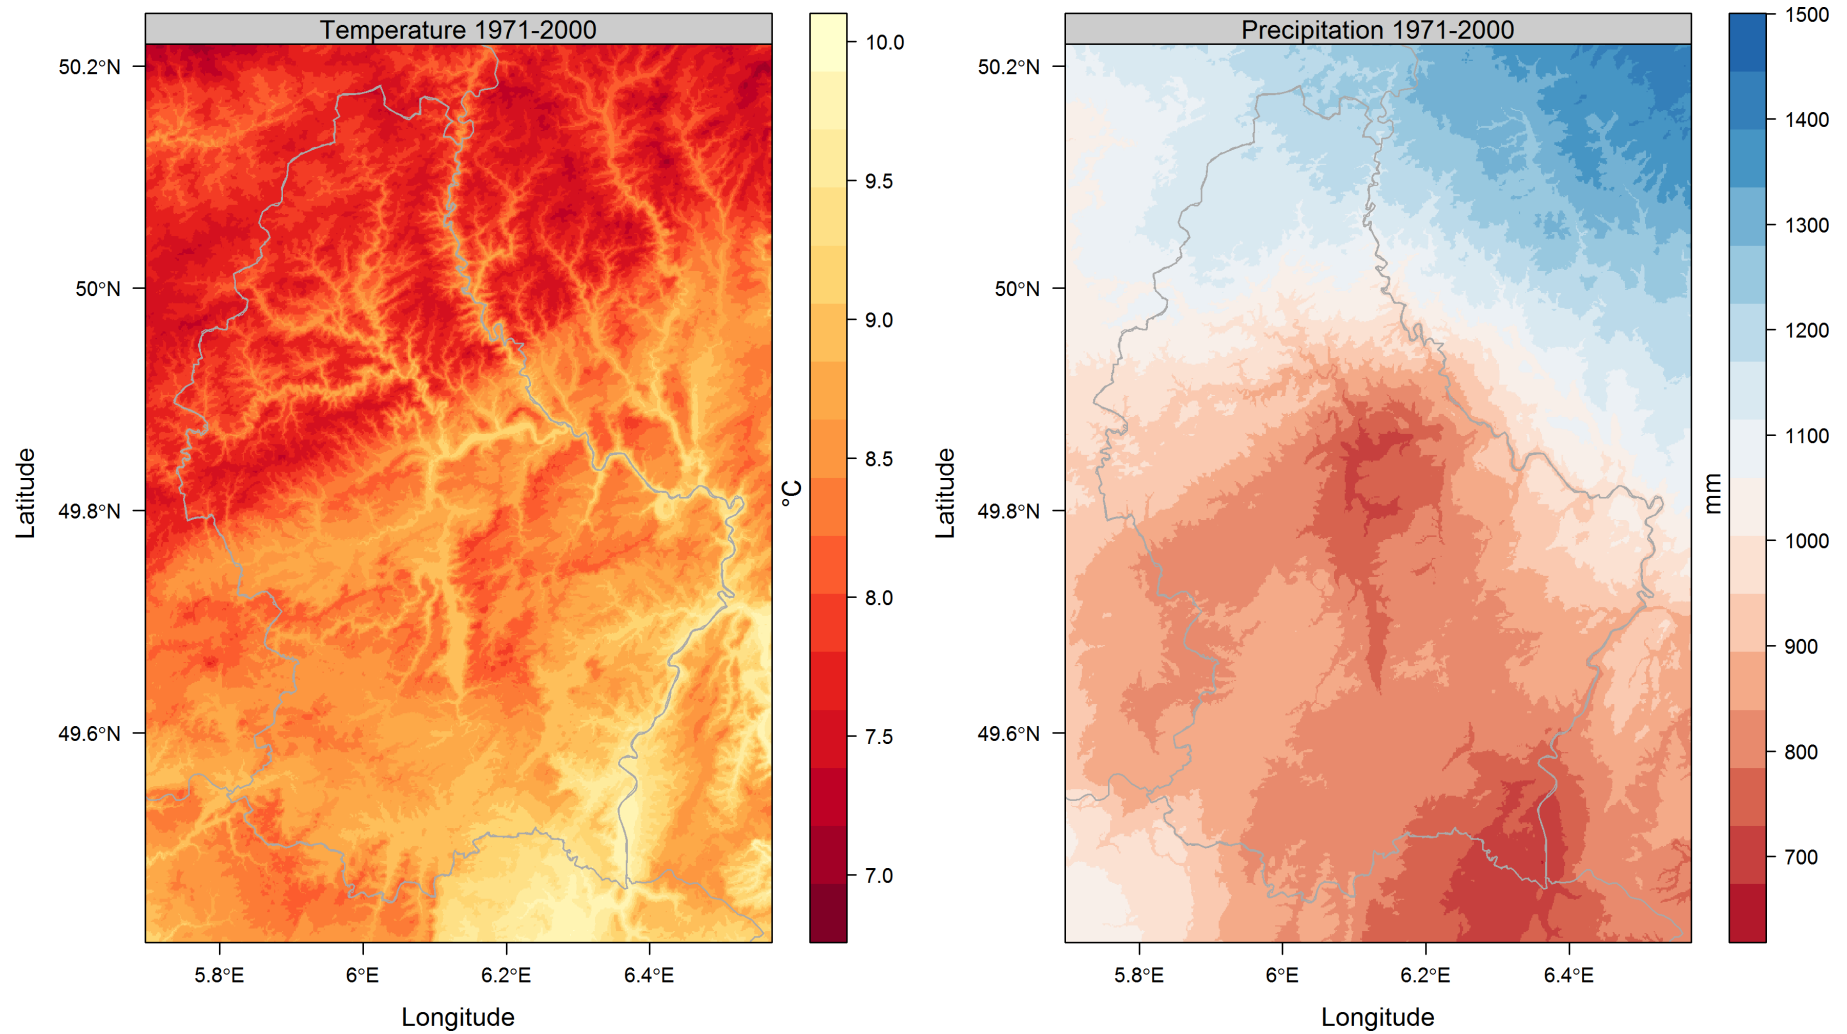 Temperature 1971-2000
50.2°N
50°N
49.8°N
49.6°N
Latitude
5.8°E
6°E
6.2°E
6.4°E
Longitude
10.0
9.5
9.0
8.5
8.0
7.5
7.0
°C
Precipitation 1971-2000
50.2°N
50°N
49.8°N
49.6°N
Latitude
5.8°E
6°E
6.2°E
6.4°E
Longitude
1500
1400
1300
1200
1100
1000
900
800
700
mm